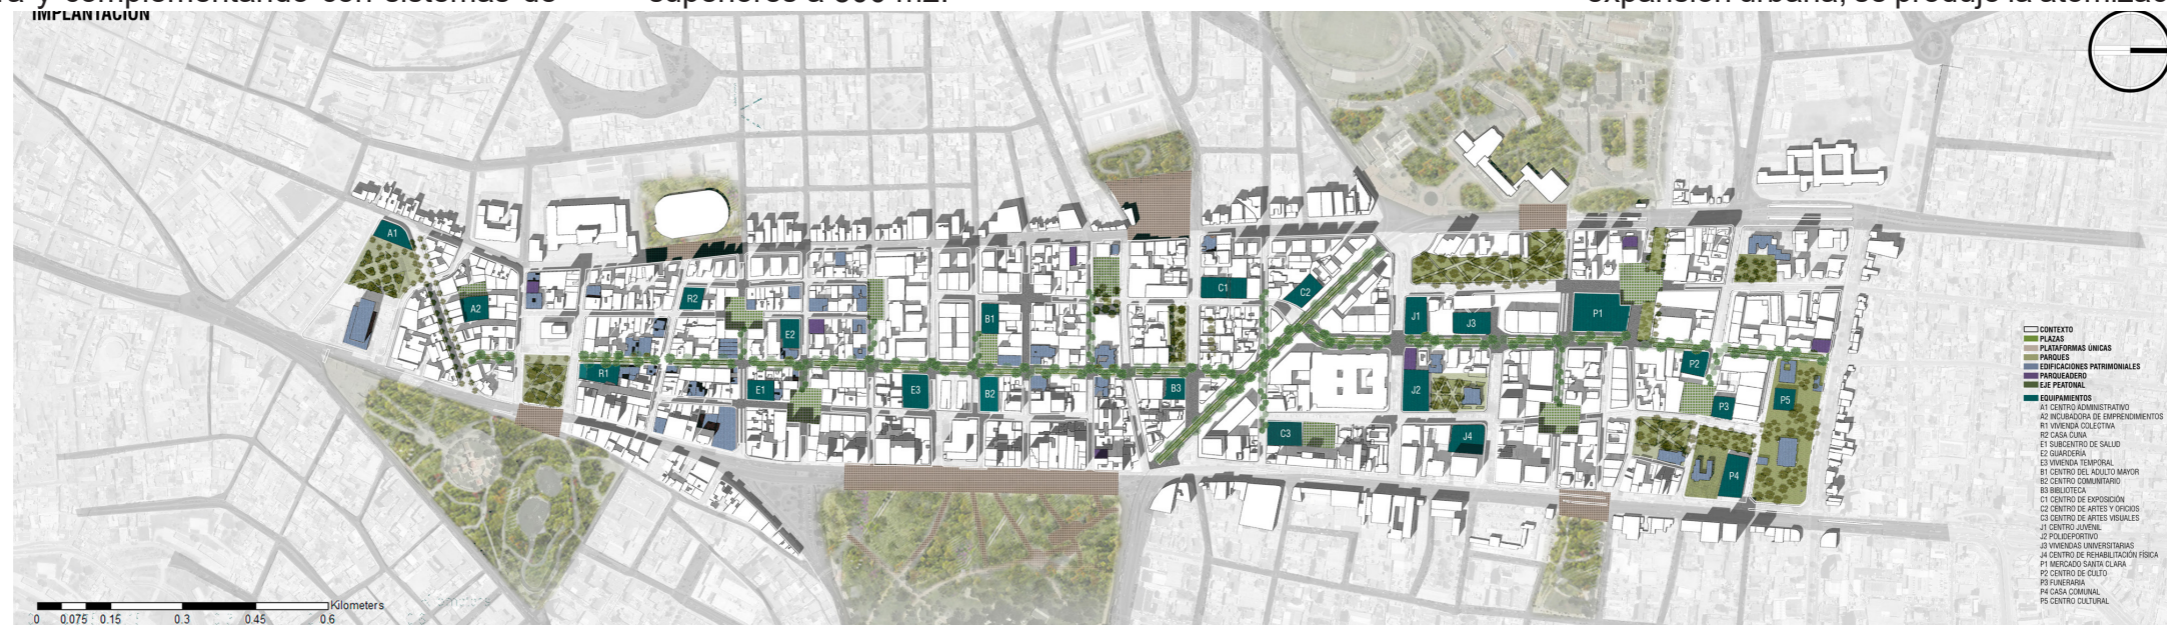 IMPLANTACIÓN
A1
A2
R2
E2
B1
C1
C2
J1
J3
P1
R1
E1
E3
B2
B3
J2
P2
C3
J4
P3
P5
P4
CONTEXTO
PLAZAS
PLATAFORMAS ÚNICAS
PARQUES
EDIFICACIONES PATRIMONIALES
PARQUEADERO
EJE PEATONAL
EQUIPAMIENTOS
A1 CENTRO ADMINISTRATIVO
A2 INCUBADORA DE EMPRENDIMIENTOS
R1 VIVIENDA COLECTIVA
R2 CASA CUNA
E1 SUBCENTRO DE SALUD
E2 GUARDERÍA
E3 VIVIENDA TEMPORAL
B1 CENTRO DEL ADULTO MAYOR
B2 CENTRO COMUNITARIO
B3 BIBLIOTECA
C1 CENTRO DE EXPOSICIÓN
C2 CENTRO DE ARTES Y OFICIOS
C3 CENTRO DE ARTES VISUALES
J1 CENTRO JUVENIL
J2 POLIDEPORTIVO
J3 VIVIENDAS UNIVERSITARIAS
J4 CENTRO DE REHABILITACIÓN FÍSICA
P1 MERCADO SANTA CLARA
P2 CENTRO DE CULTO
P3 FUNERARIA
P4 CASA COMUNAL
P5 CENTRO CULTURAL
Kilometers
0 0.075 0.15 0.3 0.45 0.6